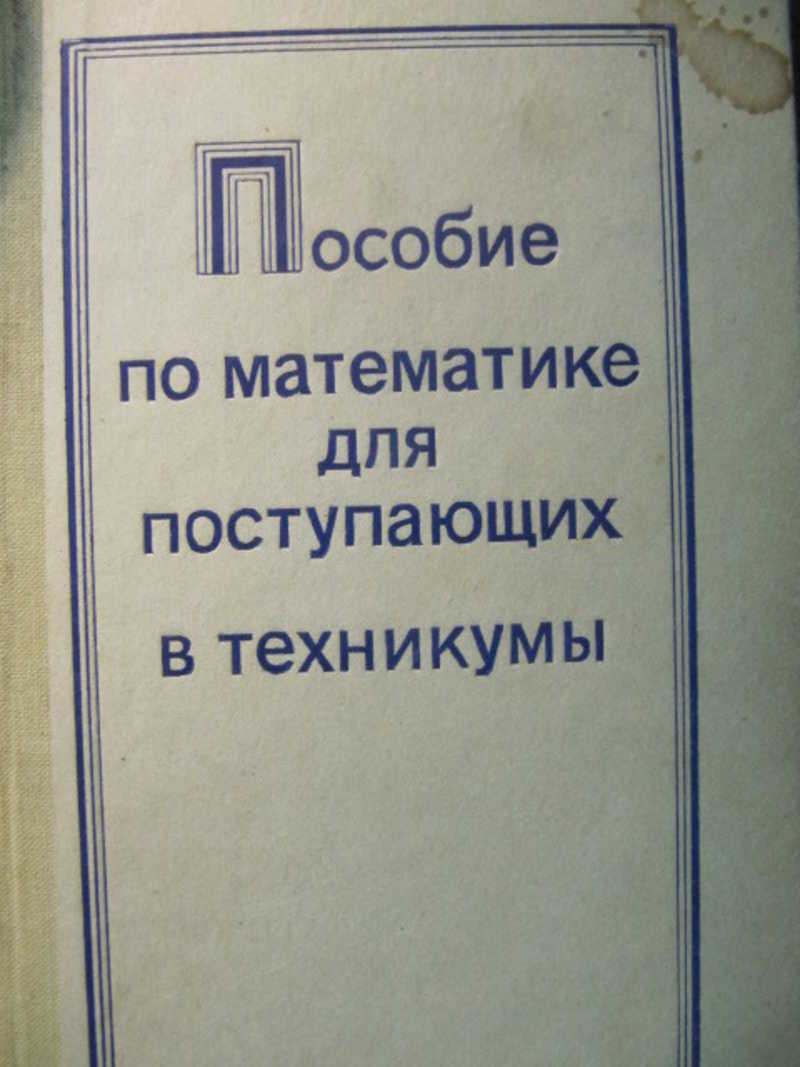 Пособие
по математике
для
поступающих
в техникумы